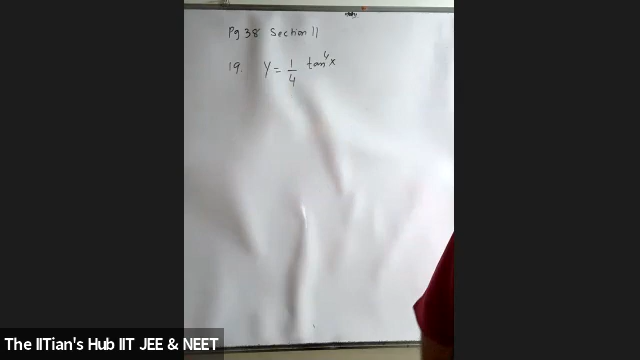 Pg 38 Section 11
19. y = 1/4 tan⁴x
The IITian's Hub IIT JEE & NEET